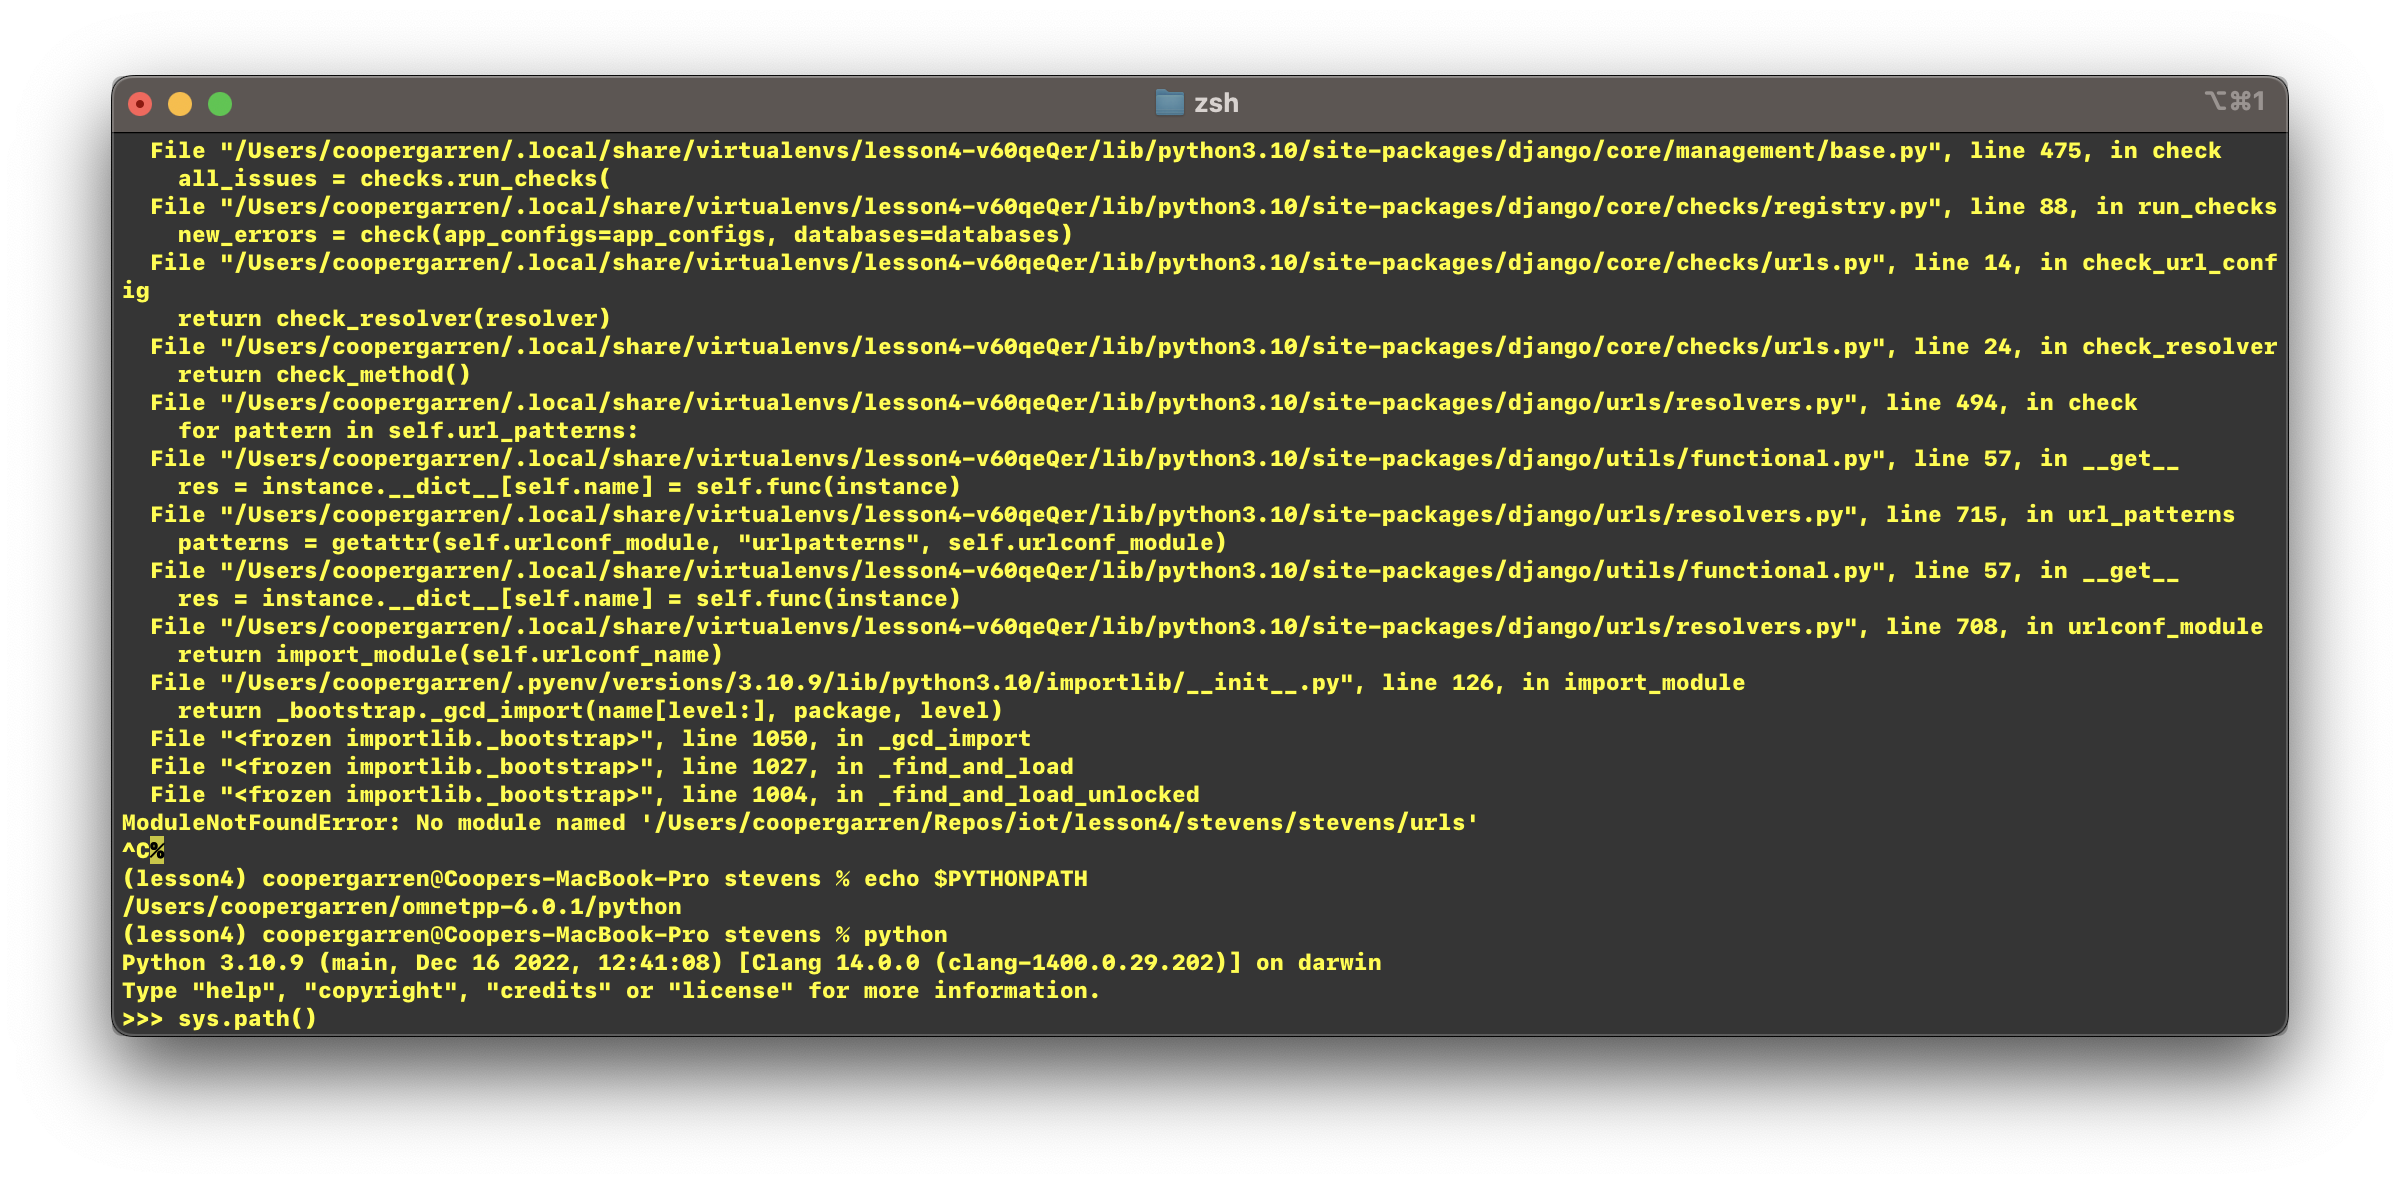 zsh
⌥⌘1
File "/Users/coopergarren/.local/share/virtualenvs/lesson4-v60qeQer/lib/python3.10/site-packages/django/core/management/base.py", line 475, in check
all_issues = checks.run_checks(
File "/Users/coopergarren/.local/share/virtualenvs/lesson4-v60qeQer/lib/python3.10/site-packages/django/core/checks/registry.py", line 88, in run_checks
new_errors = check(app_configs=app_configs, databases=databases)
File "/Users/coopergarren/.local/share/virtualenvs/lesson4-v60qeQer/lib/python3.10/site-packages/django/core/checks/urls.py", line 14, in check_url_conf
ig
return check_resolver(resolver)
File "/Users/coopergarren/.local/share/virtualenvs/lesson4-v60qeQer/lib/python3.10/site-packages/django/core/checks/urls.py", line 24, in check_resolver
return check_method()
File "/Users/coopergarren/.local/share/virtualenvs/lesson4-v60qeQer/lib/python3.10/site-packages/django/urls/resolvers.py", line 494, in check
for pattern in self.url_patterns:
File "/Users/coopergarren/.local/share/virtualenvs/lesson4-v60qeQer/lib/python3.10/site-packages/django/utils/functional.py", line 57, in __get__
res = instance.__dict__[self.name] = self.func(instance)
File "/Users/coopergarren/.local/share/virtualenvs/lesson4-v60qeQer/lib/python3.10/site-packages/django/urls/resolvers.py", line 715, in url_patterns
patterns = getattr(self.urlconf_module, "urlpatterns", self.urlconf_module)
File "/Users/coopergarren/.local/share/virtualenvs/lesson4-v60qeQer/lib/python3.10/site-packages/django/utils/functional.py", line 57, in __get__
res = instance.__dict__[self.name] = self.func(instance)
File "/Users/coopergarren/.local/share/virtualenvs/lesson4-v60qeQer/lib/python3.10/site-packages/django/urls/resolvers.py", line 708, in urlconf_module
return import_module(self.urlconf_name)
File "/Users/coopergarren/.pyenv/versions/3.10.9/lib/python3.10/importlib/__init__.py", line 126, in import_module
return _bootstrap._gcd_import(name[level:], package, level)
File "<frozen importlib._bootstrap>", line 1050, in _gcd_import
File "<frozen importlib._bootstrap>", line 1027, in _find_and_load
File "<frozen importlib._bootstrap>", line 1004, in _find_and_load_unlocked
ModuleNotFoundError: No module named '/Users/coopergarren/Repos/iot/lesson4/stevens/stevens/urls'
^C%
(lesson4) coopergarren@Coopers-MacBook-Pro stevens % echo $PYTHONPATH
/Users/coopergarren/omnetpp-6.0.1/python
(lesson4) coopergarren@Coopers-MacBook-Pro stevens % python
Python 3.10.9 (main, Dec 16 2022, 12:41:08) [Clang 14.0.0 (clang-1400.0.29.202)] on darwin
Type "help", "copyright", "credits" or "license" for more information.
>>> sys.path()